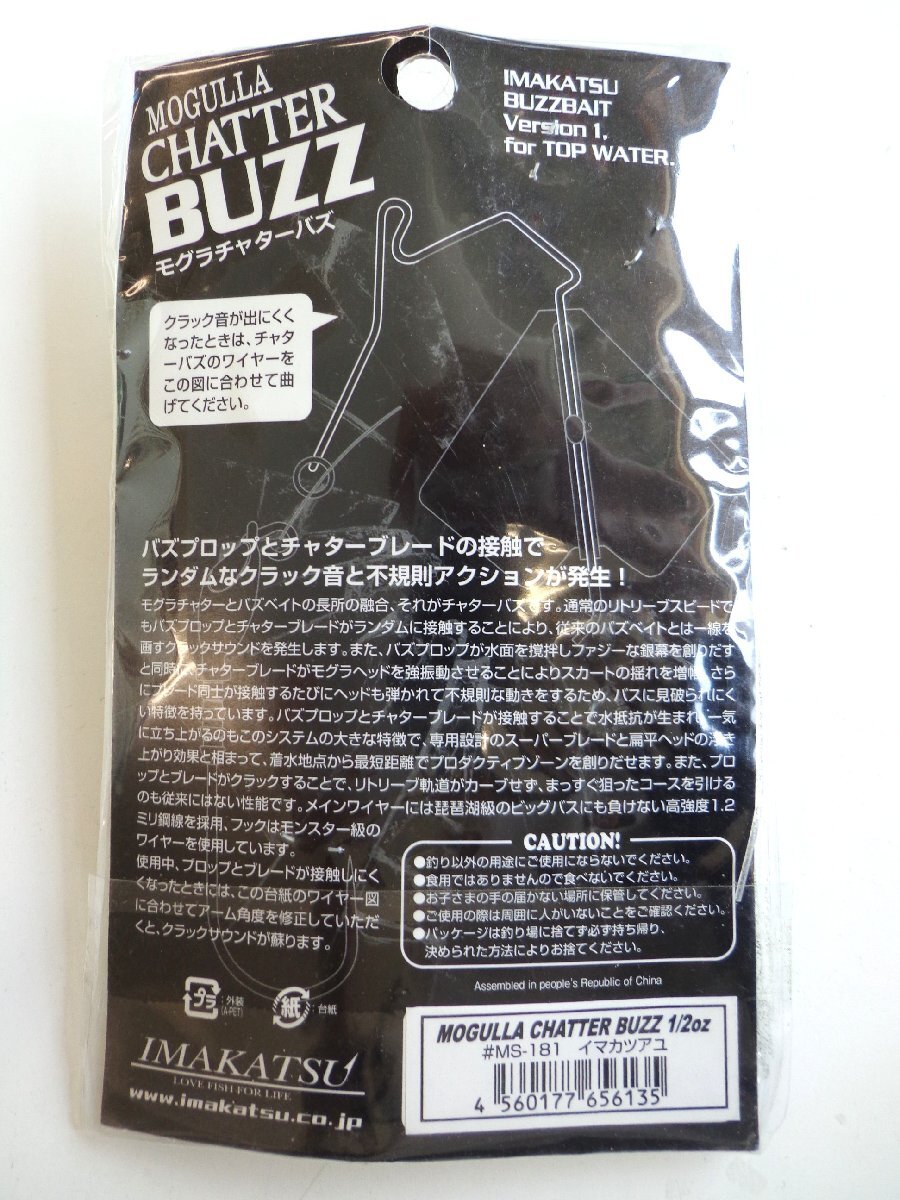 MOGULLA
CHATTER
BUZZ
モグラチャターバズ
IMAKATSU
BUZZBAIT
Version 1,
for TOP WATER.
クラック音が出にくく
なったときは、チャタ
ーバズのワイヤーを
この図に合わせて曲
げてください。
バズプロップとチャターブレードの接触で
ランダムなクラック音と不規則アクションが発生！
モグラチャターとバズベイトの長所の融合、それがチャターバズです。通常のリトリーブスピードで
もバズプロップとチャターブレードがランダムに接触することにより、従来のバズベイトとは一線を
画すクラックサウンドを発生します。また、バズプロップが水面を撹拌しファジーな銀幕を創りだす
と同時に、チャターブレードがモグラヘッドを強振動させることによりスカートの揺れを増幅、さら
にブレード同士が接触するたびにヘッドも弾かれて不規則な動きをするため、バスに見破られにく
い特徴を持っています。バズプロップとチャターブレードが接触することで水抵抗が生まれ、一気
に立ち上がるのもこのシステムの大きな特徴で、専用設計のスーパーブレードと扁平ヘッドの浮き
上がり効果と相まって、着水地点から最短距離でプロダクティブゾーンを創りだせます。また、プロ
ップとブレードがクラックすることで、リトリーブ軌道がカーブせず、まっすぐ狙ったコースを引ける
のも従来にはない性能です。メインワイヤーには琵琶湖級のビッグバスにも負けない高強度1.2
ミリ鋼線を採用、フックはモンスター級の
ワイヤーを使用しています。
使用中、プロップとブレードが接触しにく
くなったときには、この台紙のワイヤー図
に合わせてアーム角度を修正していただ
くと、クラックサウンドが蘇ります。
CAUTION!
●釣り以外の用途にご使用にならないでください。
●食用ではありませんので食べないでください。
●お子さまの手の届かない場所に保管してください。
●ご使用の際は周囲に人がいないことをご確認ください。
●パッケージは釣り場に捨てず必ず持ち帰り、
決められた方法によりお捨てください。
Assembled in people's Republic of China
プラ
:外装
(A-PET)
紙
:台紙
IMAKATSU
LOVE FISH FOR LIFE
www.imakatsu.co.jp
MOGULLA CHATTER BUZZ 1/2oz
#MS-181 イマカツアユ
4 560177 656135